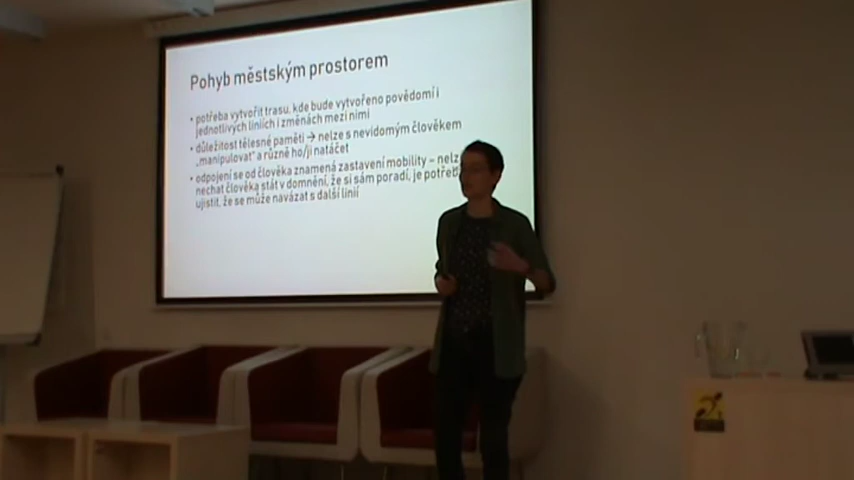 Pohyb městským prostorem
• potřeba vytvořit trasu, kde bude vytvořeno povědomí i
jednotlivých liniích i změnách mezi nimi
• důležitost tělesné paměti → nelze s nevidomým člověkem
„manipulovat“ a různě ho/ji natáčet
• odpojení se od člověka znamená zastavení mobility – nelz
nechat člověka stát v domnění, že si sám poradí, je potřeb
ujistit, že se může navázat s další linií